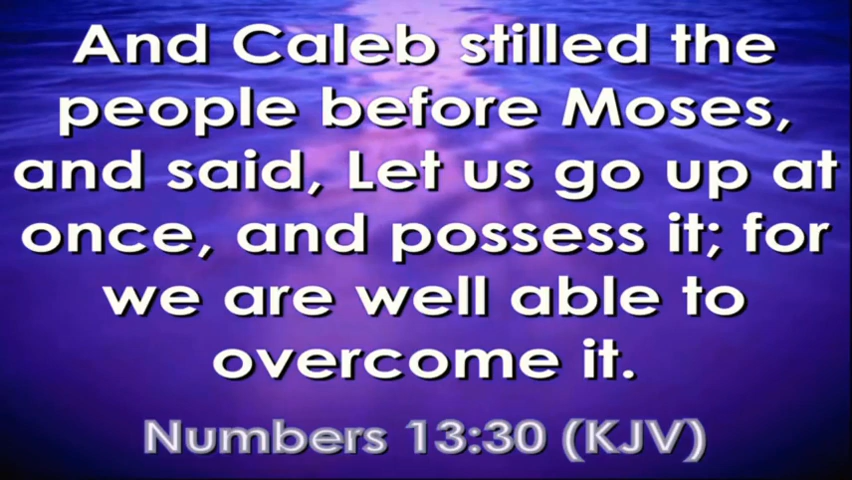 And Caleb stilled the
people before Moses,
and said, Let us go up at
once, and possess it; for
we are well able to
overcome it.
Numbers 13:30 (KJV)